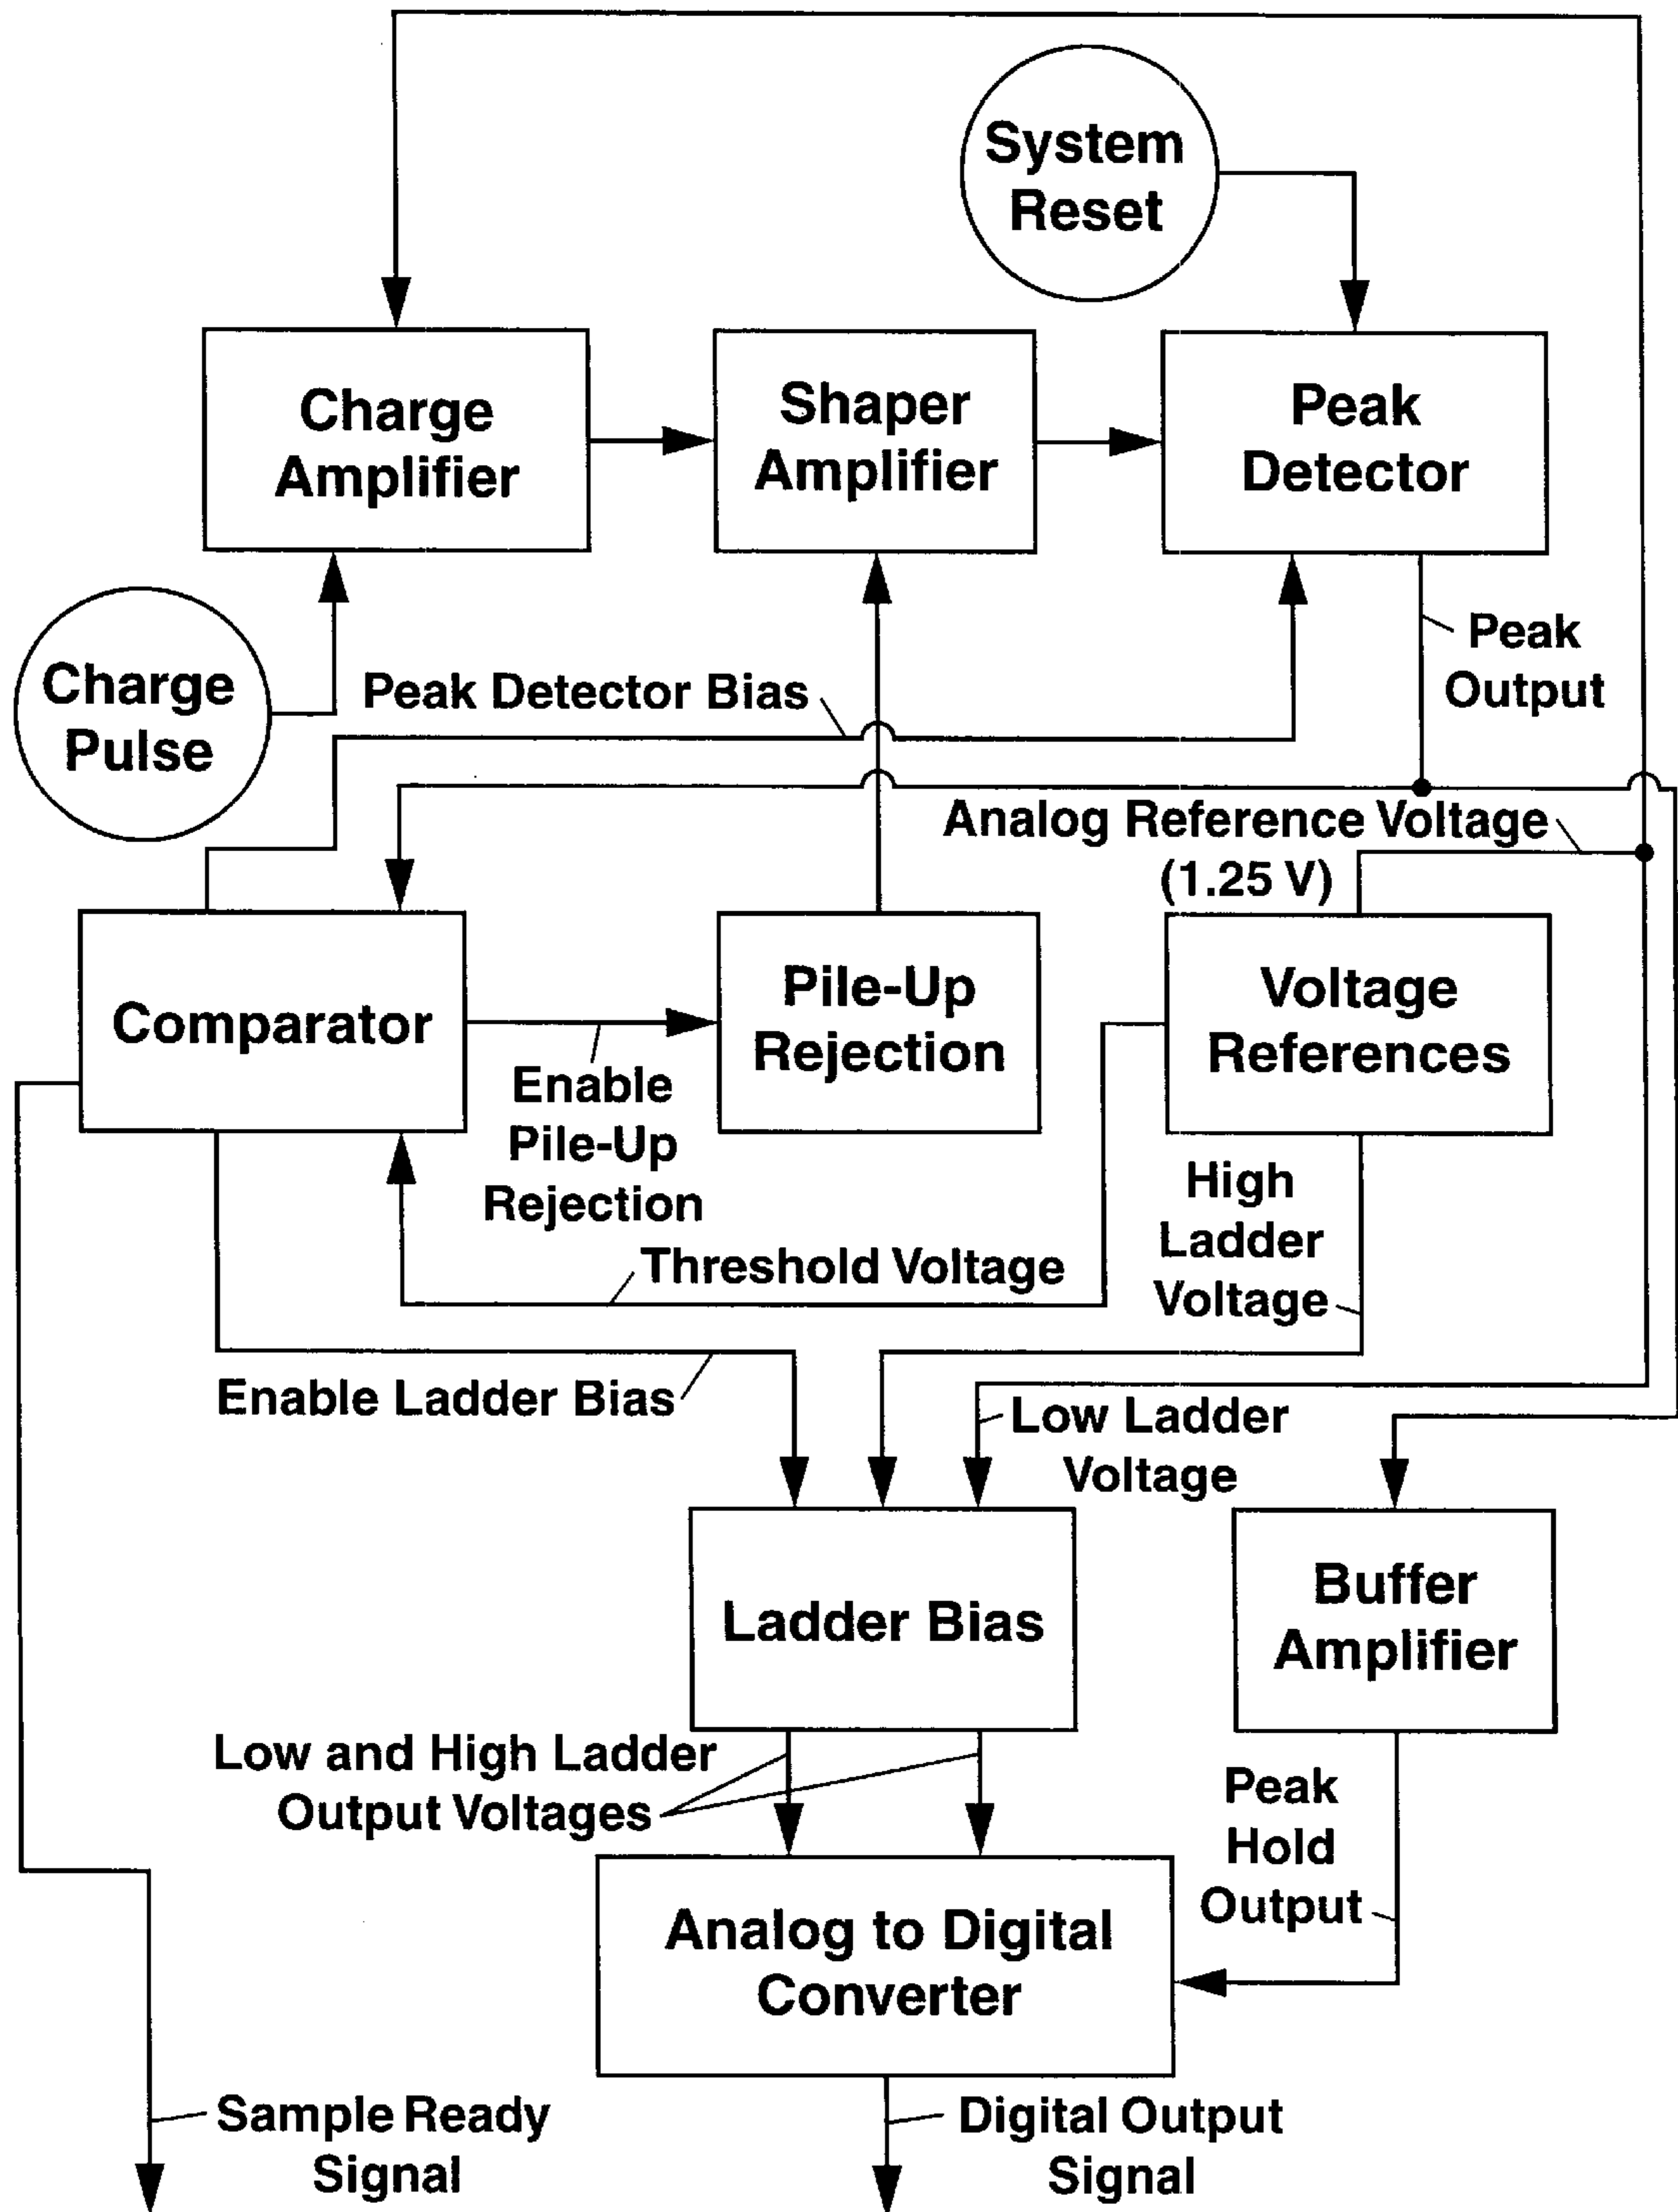 System
Reset
Charge
Amplifier
Shaper
Amplifier
Peak
Detector
Charge
Pulse
Peak Detector Bias
Peak
Output
Analog Reference Voltage
(1.25 V)
Comparator
Enable
Pile-Up
Rejection
Pile-Up
Rejection
Voltage
References
High
Ladder
Voltage
Threshold Voltage
Enable Ladder Bias
Low Ladder
Voltage
Ladder Bias
Buffer
Amplifier
Low and High Ladder
Output Voltages
Peak
Hold
Output
Analog to Digital
Converter
Sample Ready
Signal
Digital Output
Signal